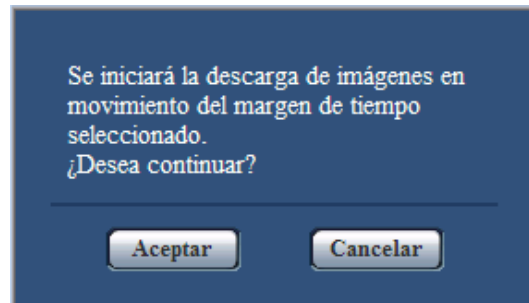 Se iniciará la descarga de imágenes en
movimiento del margen de tiempo
seleccionado.
¿Desea continuar?
Aceptar
Cancelar